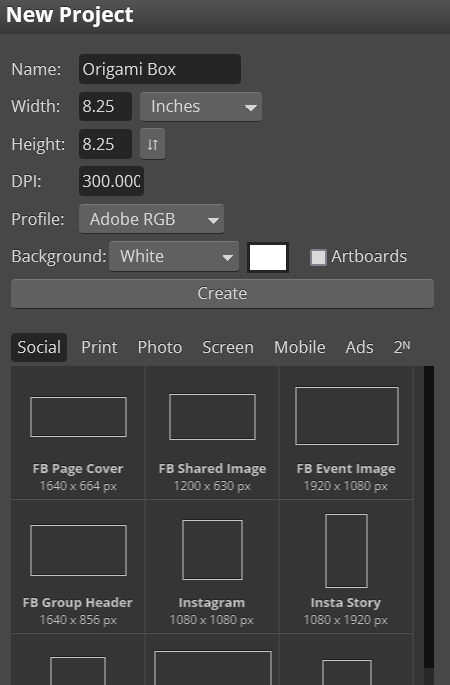 New Project
Name: Origami Box
Width: 8.25 Inches
Height: 8.25
DPI: 300.000
Profile: Adobe RGB
Background: White Artboards
Create
Social Print Photo Screen Mobile Ads 2ᴺ
FB Page Cover FB Shared Image FB Event Image
1640 x 664 px 1200 x 630 px 1920 x 1080 px
FB Group Header Instagram Insta Story
1640 x 856 px 1080 x 1080 px 1080 x 1920 px